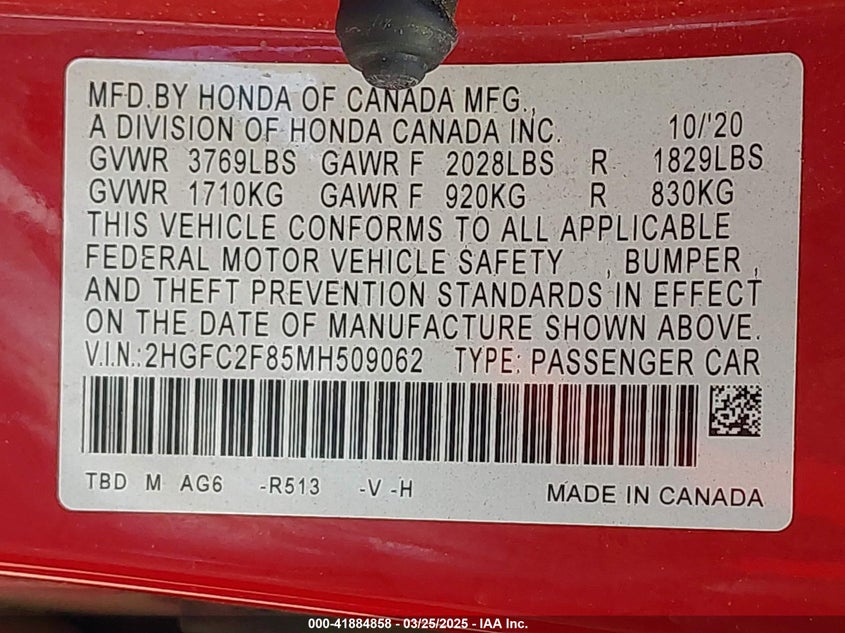 MFD.BY HONDA OF CANADA MFG.,
A DIVISION OF HONDA CANADA INC. 10/'20
GVWR 3769LBS GAWR F 2028LBS R 1829LBS
GVWR 1710KG GAWR F 920KG R 830KG
THIS VEHICLE CONFORMS TO ALL APPLICABLE
FEDERAL MOTOR VEHICLE SAFETY , BUMPER ,
AND THEFT PREVENTION STANDARDS IN EFFECT
ON THE DATE OF MANUFACTURE SHOWN ABOVE.
V.I.N.:2HGFC2F85MH509062 TYPE: PASSENGER CAR
TBD M AG6 -R513 -V -H MADE IN CANADA
000-41884858 — 03/25/2025 - IAA Inc.